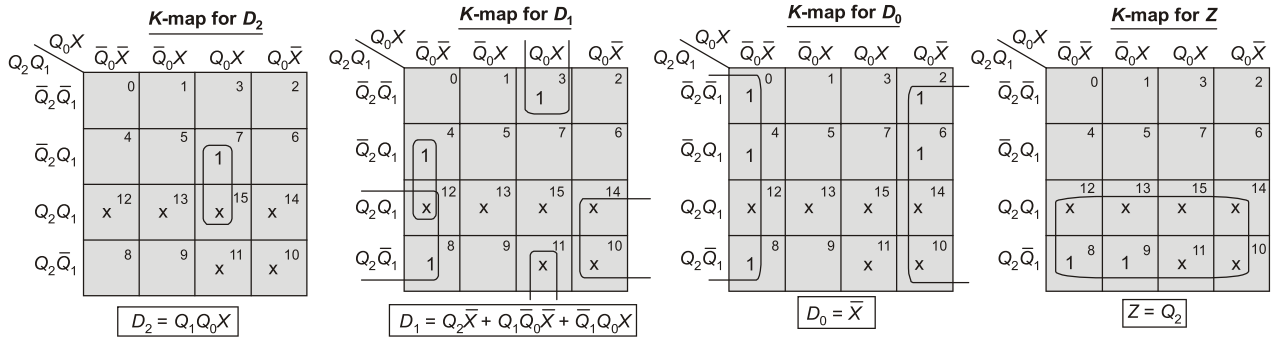 K-map for D₂
Q₀X
Q₂Q₁
Q̅₀X̅ Q̅₀X Q₀X Q₀X̅
Q̅₂Q̅₁ 0 1 3 2
Q̅₂Q₁ 4 5 7 1 6
Q₂Q₁ x 12 x 13 x 15 x 14
Q₂Q̅₁ 8 9 x 11 x 10
D₂ = Q₁Q₀X
K-map for D₁
Q₀X
Q₂Q₁
Q̅₀X̅ Q̅₀X Q₀X Q₀X̅
Q̅₂Q̅₁ 0 1 3 1 2
Q̅₂Q₁ 4 1 5 7 6
Q₂Q₁ 12 x 13 x 15 x 14 x
Q₂Q̅₁ 8 1 9 11 x 10 x
D₁ = Q₂X̅ + Q₁Q̅₀X̅ + Q̅₁Q₀X
K-map for D₀
Q₀X
Q₂Q₁
Q̅₀X̅ Q̅₀X Q₀X Q₀X̅
Q̅₂Q̅₁ 0 1 1 3 2 1
Q̅₂Q₁ 4 1 5 7 6 1
Q₂Q₁ 12 x 13 x 15 x 14 x
Q₂Q̅₁ 8 1 9 11 x 10 x
D₀ = X̅
K-map for Z
Q₀X
Q₂Q₁
Q̅₀X̅ Q̅₀X Q₀X Q₀X̅
Q̅₂Q̅₁ 0 1 3 2
Q̅₂Q₁ 4 5 7 6
Q₂Q₁ 12 x 13 x 15 x 14 x
Q₂Q̅₁ 1 8 1 9 x 11 x 10
Z = Q₂